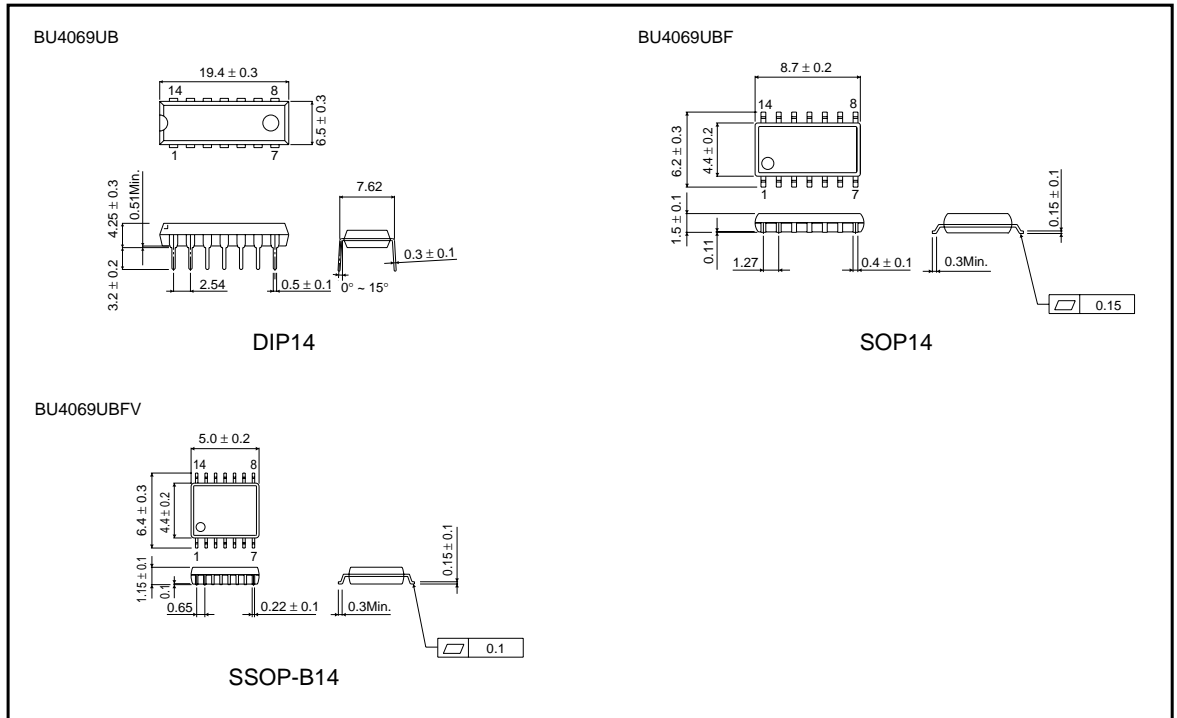 BU4069UB
19.4 ± 0.3
14 8
6.5 ± 0.3
1 7
4.25 ± 0.3
0.51Min.
3.2 ± 0.2
2.54
0.5 ± 0.1
7.62
0.3 ± 0.1
0° ~ 15°
DIP14
BU4069UBF
8.7 ± 0.2
14 8
6.2 ± 0.3
4.4 ± 0.2
1 7
1.5 ± 0.1
0.11
1.27
0.4 ± 0.1
0.15 ± 0.1
0.3Min.
0.15
SOP14
BU4069UBFV
5.0 ± 0.2
14 8
6.4 ± 0.3
4.4 ± 0.2
1 7
1.15 ± 0.1
0.1
0.65
0.22 ± 0.1
0.15 ± 0.1
0.3Min.
0.1
SSOP-B14